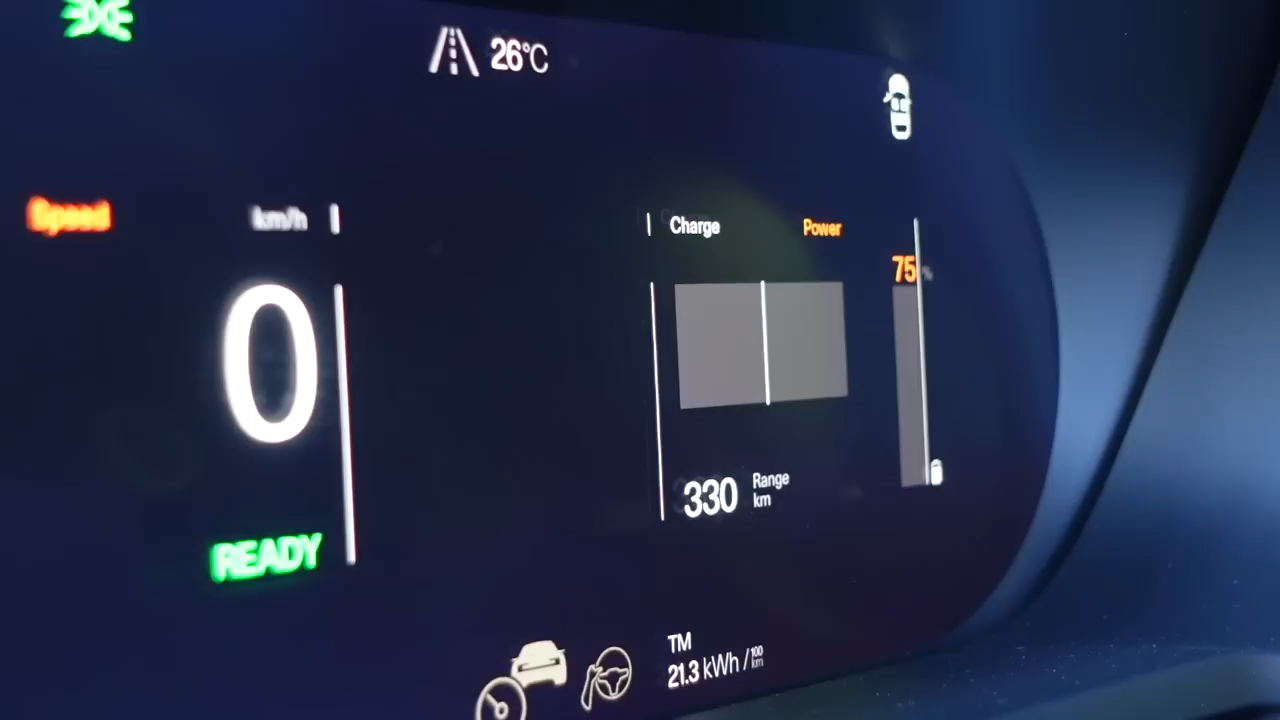 26°C
Speed km/h
Charge Power
75 %
0
330 Range
km
READY
TM
21.3 kWh / 100
km